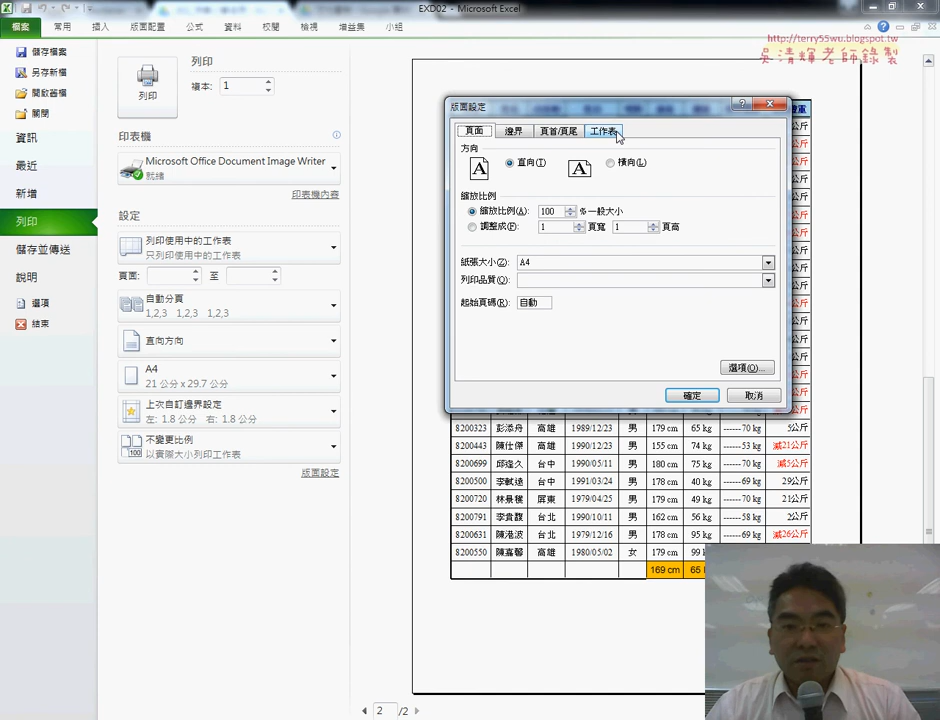 EXD02 - Microsoft Excel
檔案 常用 插入 版面配置 公式 資料 校閱 檢視 增益集 小組
http://terry55wu.blogspot.tw
吳清輝老師錄製
儲存檔案
另存新檔
開啟舊檔
關閉
資訊
最近
新增
列印
儲存並傳送
說明
選項
結束
列印
列印
複本: 1
印表機
Microsoft Office Document Image Writer
就緒
印表機內容
設定
列印使用中的工作表
只列印使用中的工作表
頁面: 至
自動分頁
1,2,3 1,2,3 1,2,3
直向方向
A4
21 公分 x 29.7 公分
上次自訂邊界設定
左: 1.8 公分 右: 1.8 公分
不變更比例
以實際大小列印工作表
100
版面設定
版面設定
頁面 邊界 頁首/頁尾 工作表
方向
A 直向(T) A 橫向(L)
縮放比例
縮放比例(A): 100 %一般大小
調整成(F): 1 頁寬 1 頁高
紙張大小(Z): A4
列印品質(Q):
起始頁碼(R): 自動
選項(O)...
確定 取消
8200323 彭添舟 高雄 1989/12/23 男 179 cm 65 kg ------70 kg 5公斤
8200443 陳仕傑 高雄 1990/12/23 男 155 cm 74 kg ------53 kg 減21公斤
8200699 邱逢久 台中 1990/05/11 男 180 cm 75 kg ------70 kg 減5公斤
8200500 李軾遠 台中 1991/03/24 男 178 cm 40 kg ------69 kg 29公斤
8200720 林景穫 屏東 1979/04/25 男 179 cm 49 kg ------70 kg 21公斤
8200791 李貴馥 台北 1990/10/11 男 162 cm 56 kg ------58 kg 2公斤
8200631 陳港波 台北 1979/12/16 男 178 cm 95 kg ------69 kg 減26公斤
8200550 陳嘉馨 高雄 1980/05/02 女 179 cm 99 k
169 cm 65
2 /2